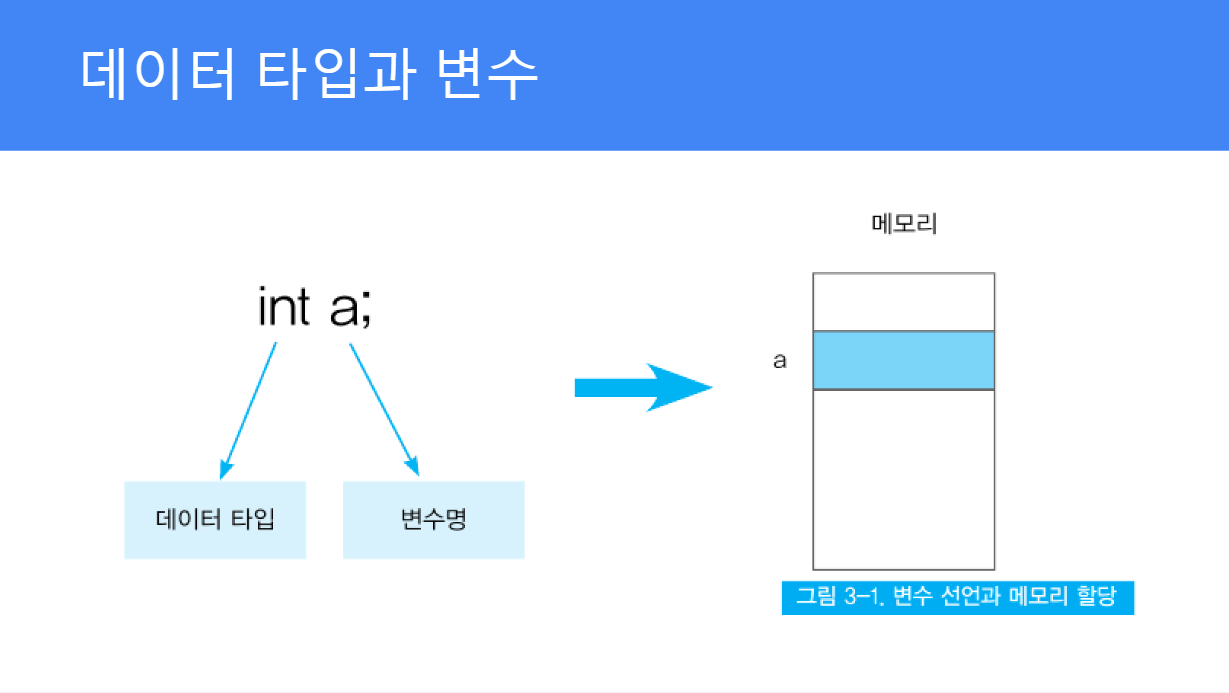 데이터 타입과 변수
int a;
데이터 타입
변수명
메모리
a
그림 3-1. 변수 선언과 메모리 할당